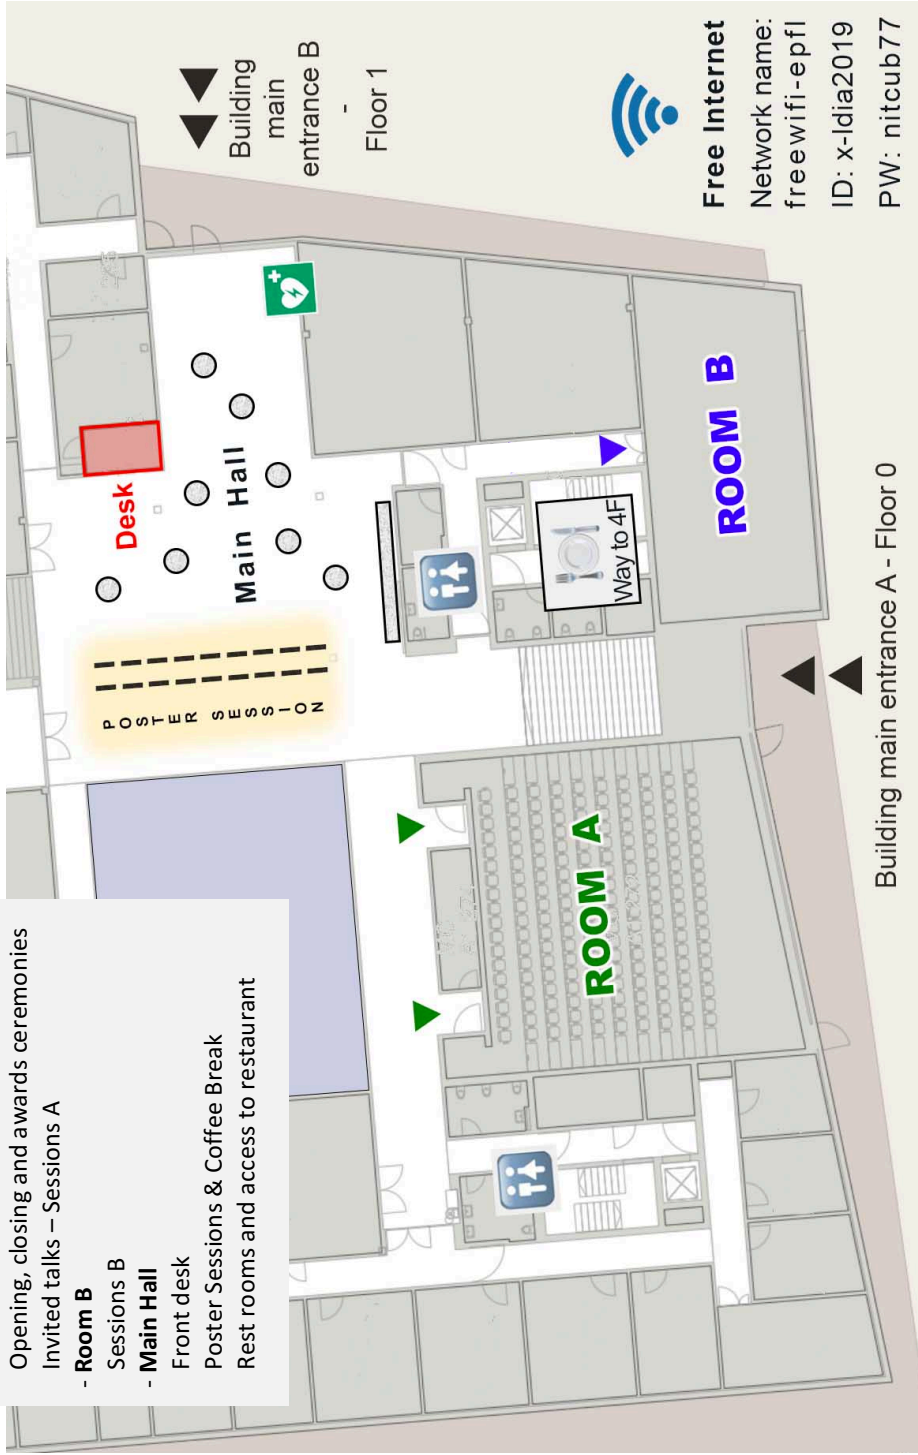 Opening, closing and awards ceremonies
Invited talks – Sessions A
- Room B
Sessions B
- Main Hall
Front desk
Poster Sessions & Coffee Break
Rest rooms and access to restaurant
POSTER SESSION
Desk
Main Hall
Building
main
entrance B
-
Floor 1
Way to 4F
ROOM A
ROOM B
Building main entrance A - Floor 0
Free Internet
Network name:
freewifi-epfl
ID: x-ldia2019
PW: nitcub77